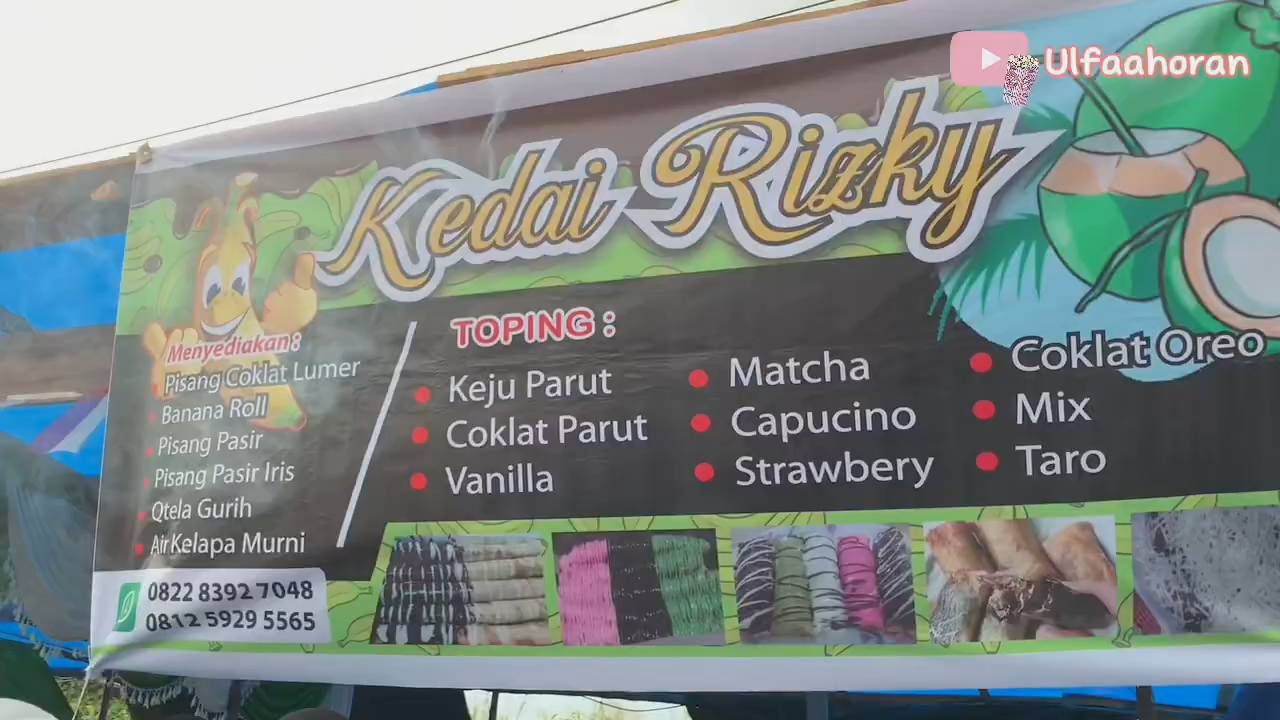 Ulfaahoran
Kedai Rizky
Menyediakan :
Pisang Coklat Lumer
Banana Roll
Pisang Pasir
Pisang Pasir Iris
Qtela Gurih
Air Kelapa Murni
0822 8392 7048
0812 5929 5565
TOPING :
Keju Parut
Coklat Parut
Vanilla
Matcha
Capucino
Strawbery
Coklat Oreo
Mix
Taro